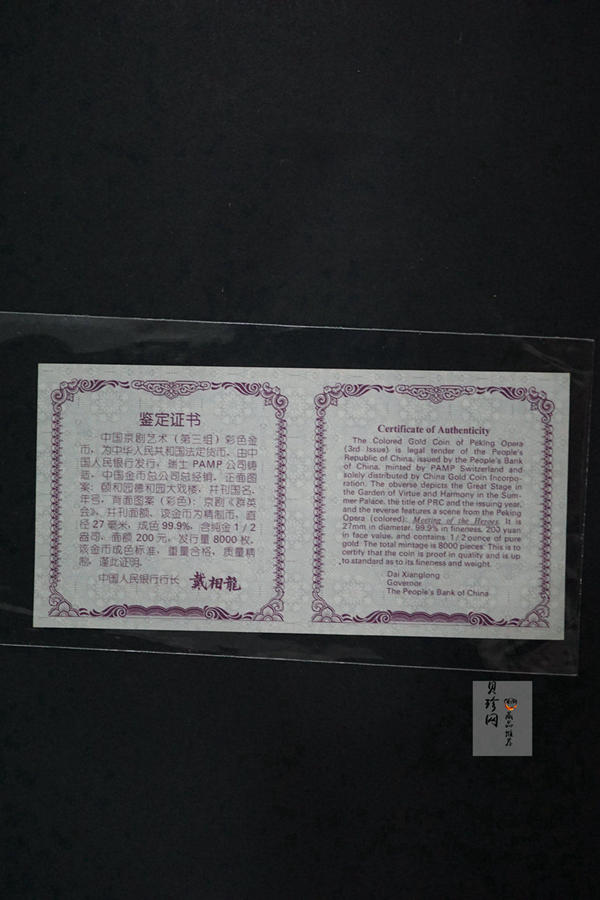 鉴定证书
中国京剧艺术(第三组)彩色金
币,为中华人民共和国法定货币,由中
国人民银行发行,瑞士 PAMP 公司铸
造,中国金币总公司总经销。正面图
案:颐和园德和园大戏楼,并刊国名、
年号。背面图案(彩色):京剧《群英
会》,并刊面额。该金币为精制币,直
径 27 毫米,成色 99.9%,含纯金 1/2
盎司,面额 200 元,发行量 8000 枚。
该金币成色标准,重量合格,质量精
制。谨此证明。
中国人民银行行长 戴相龍
Certificate of Authenticity
The Colored Gold Coin of Peking Opera
(3rd Issue) is legal tender of the People's
Republic of China, issued by the People's Bank
of China, minted by PAMP Switzerland and
solely distributed by China Gold Coin Incorpo-
ration. The obverse depicts the Great Stage in
the Garden of Virtue and Harmony in the Sum-
mer Palace, the title of PRC and the issuing year,
and the reverse features a scene from the Peking
Opera (colored): Meeting of the Heroes. It is
27mm in diameter, 99.9% in fineness, 200 yuan
in face value, and contains 1/2 ounce of pure
gold. The total mintage is 8000 pieces. This is to
certify that the coin is proof in quality and is up
to standard as to its fineness and weight.
Dai Xianglong
Governor
The People's Bank of China
贝珍网
藏品推荐